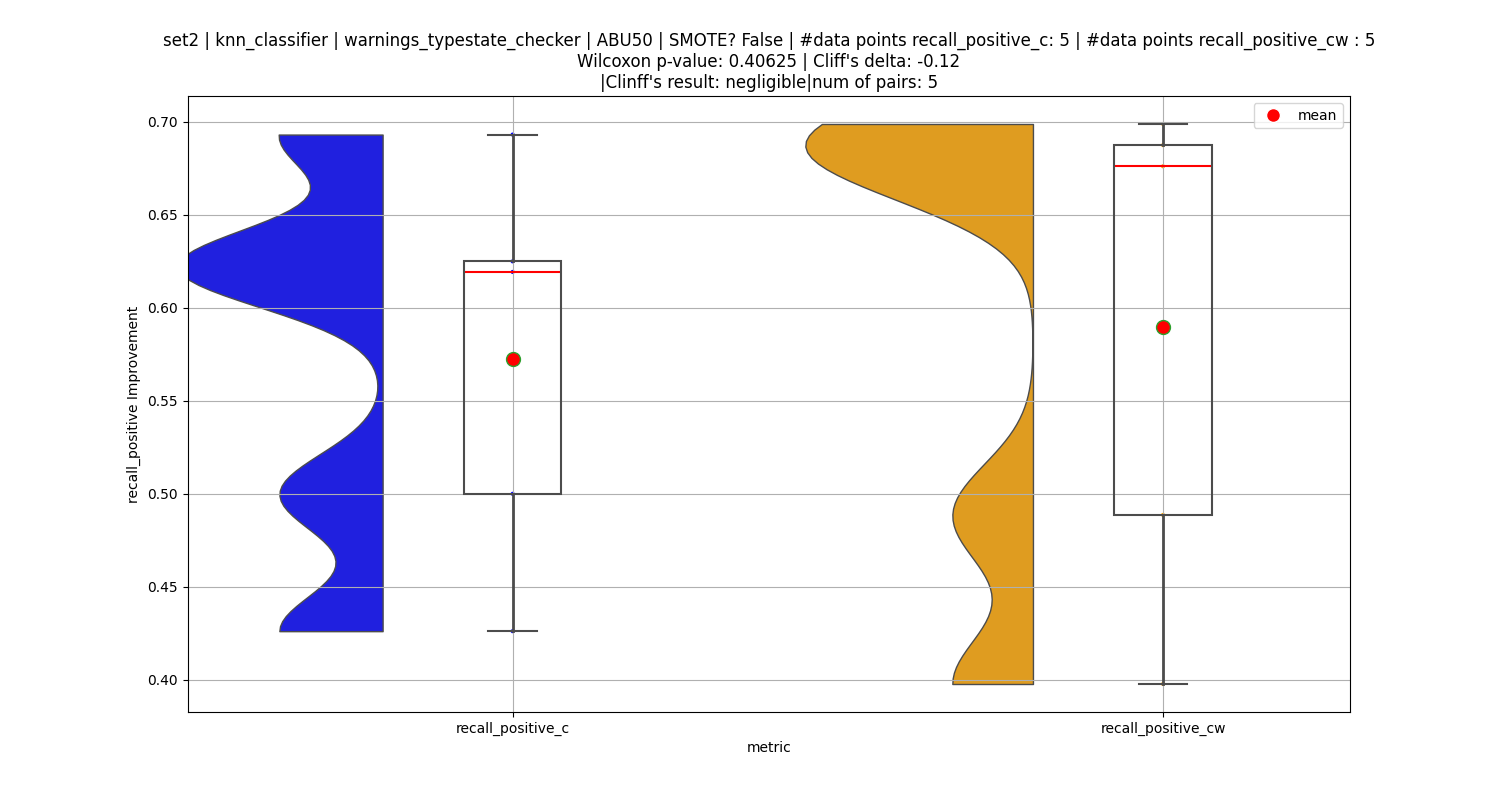 set2 | knn_classifier | warnings_typestate_checker | ABU50 | SMOTE? False | #data points recall_positive_c: 5 | #data points recall_positive_cw : 5
Wilcoxon p-value: 0.40625 | Cliff's delta: -0.12
|Clinff's result: negligible|num of pairs: 5
mean
0.70
0.65
0.60
0.55
0.50
0.45
0.40
recall_positive Improvement
recall_positive_c
recall_positive_cw
metric